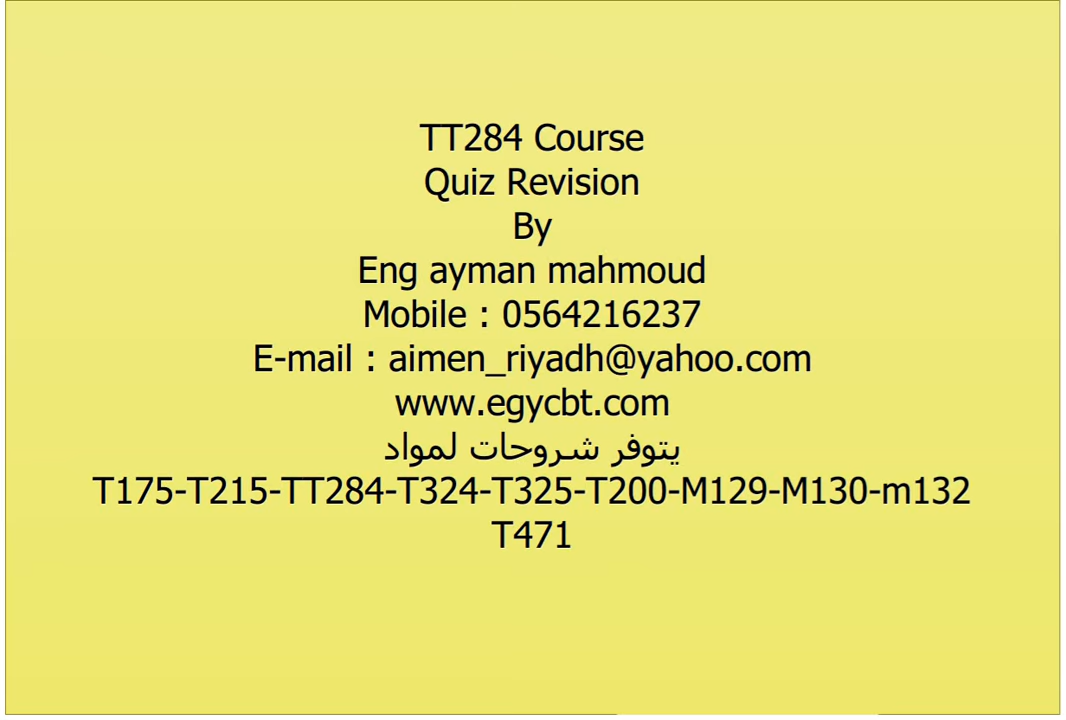 TT284 Course
Quiz Revision
By
Eng ayman mahmoud
Mobile : 0564216237
E-mail : aimen_riyadh@yahoo.com
www.egycbt.com
يتوفر شروحات لمواد
T175-T215-TT284-T324-T325-T200-M129-M130-m132
T471